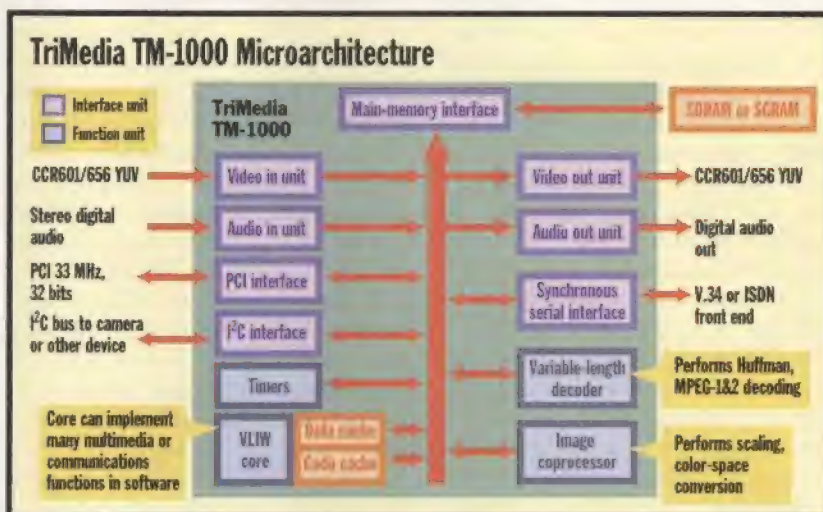 TriMedia TM-1000 Microarchitecture
Interface unit
Function unit
TriMedia
TM-1000
Main-memory interface
SDRAM or SGRAM
CCR601/656 YUV
Video in unit
Video out unit
CCR601/656 YUV
Stereo digital
audio
Audio in unit
Audio out unit
Digital audio
out
PCI 33 MHz,
32 bits
PCI interface
Synchronous
serial interface
V.34 or ISDN
front end
I²C bus to camera
or other device
I²C interface
Timers
Variable-length
decoder
Performs Huffman,
MPEG-1&2 decoding
Core can implement
many multimedia or
communications
functions in software
VLIW
core
Data cache
Code cache
Image
coprocessor
Performs scaling,
color-space
conversion